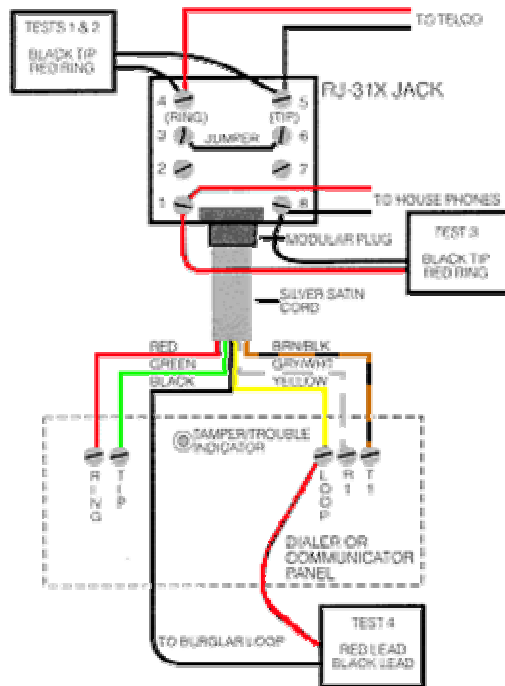 TESTS 1 & 2
BLACK TIP
RED RING
TO TELCO
RJ-31X JACK
4
5
(RING)
(TIP)
3
JUMPER
6
2
7
1
8
TO HOUSE PHONES
MODULAR PLUG
TEST 3
BLACK TIP
RED RING
SILVER SATIN
CORD
RED
GREEN
BLACK
BRN/BLK
GRY/WHT
YELLOW
TAMPER/TROUBLE
INDICATOR
RING
TIP
LOOP
R1
T1
DIALER OR
COMMUNICATOR
PANEL
TO BURGLAR LOOP
TEST 4
RED LEAD
BLACK LEAD